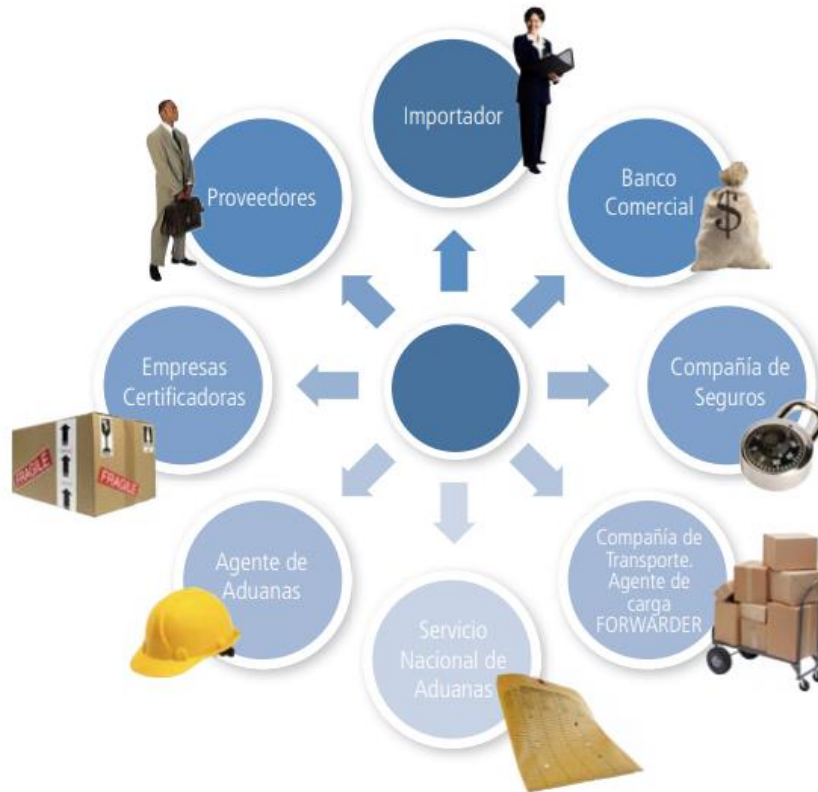 Importador
Banco
Comercial
Compañía de
Seguros
Compañía de
Transporte.
Agente de
carga
FORWARDER
Servicio
Nacional de
Aduanas
Agente de
Aduanas
Empresas
Certificadoras
Proveedores
$
FRAGILE
FRAGILE